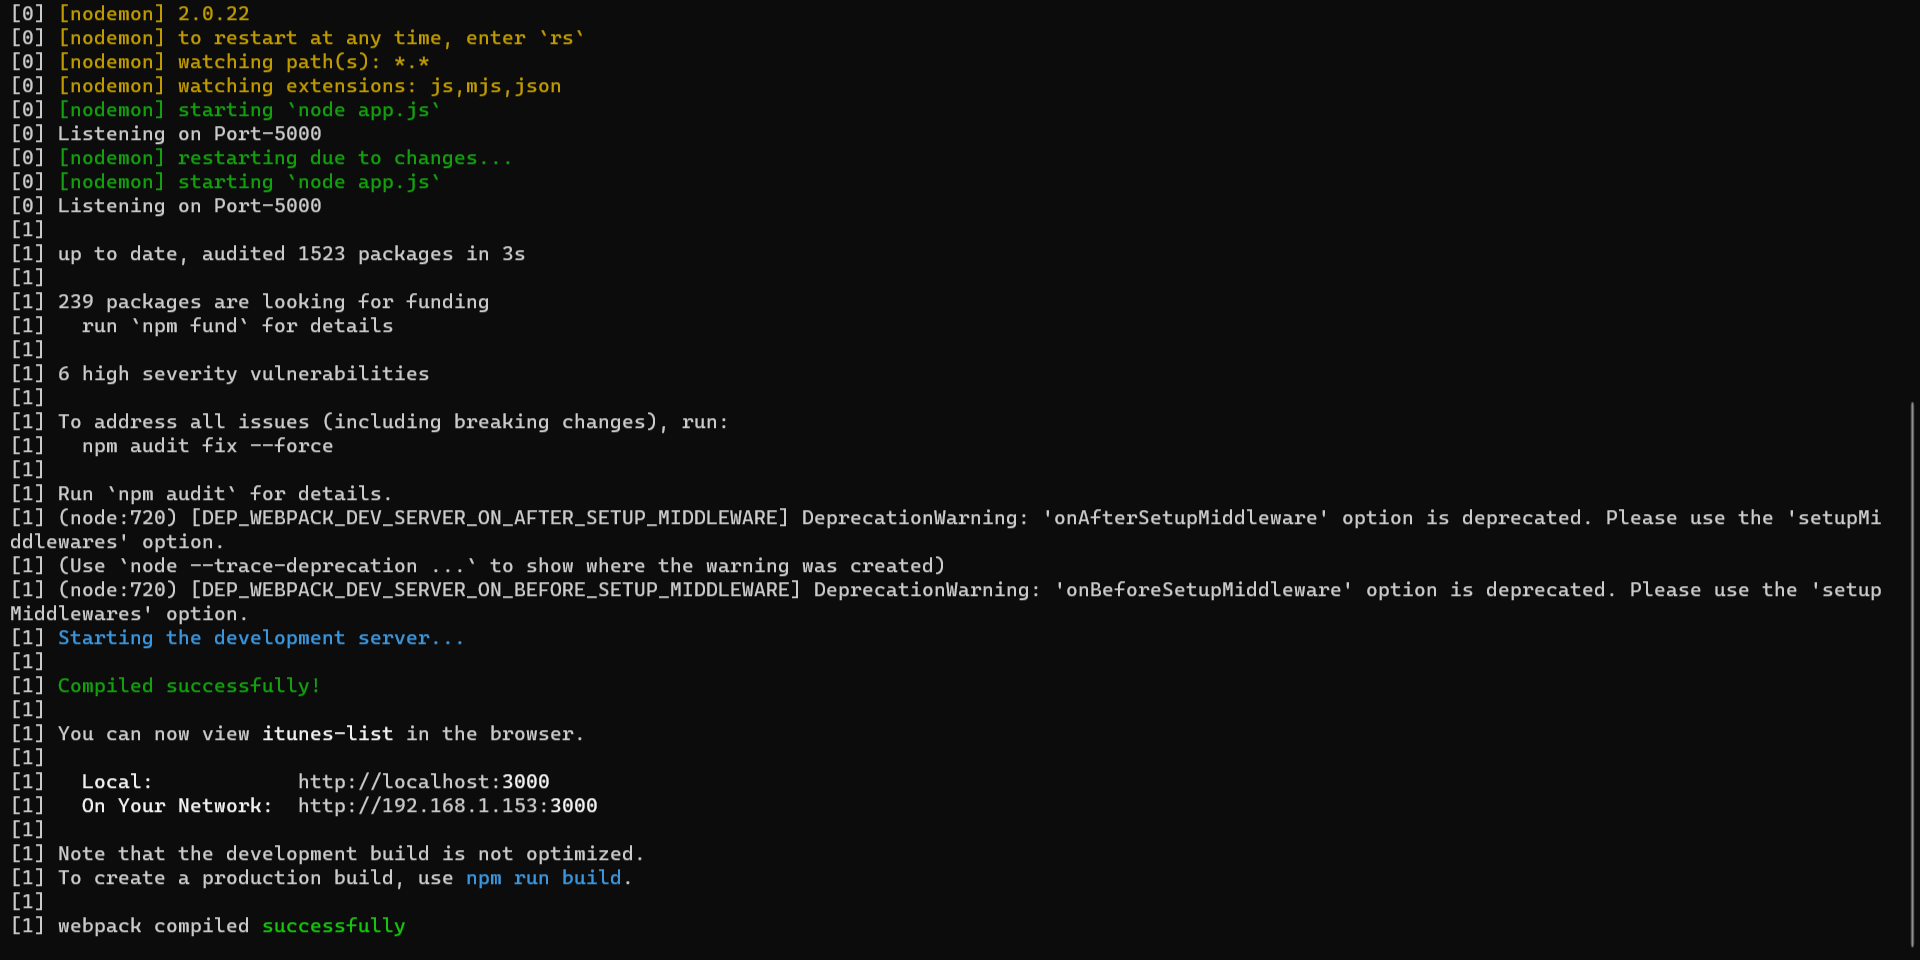 [0] [nodemon] 2.0.22
[0] [nodemon] to restart at any time, enter `rs`
[0] [nodemon] watching path(s): *.*
[0] [nodemon] watching extensions: js,mjs,json
[0] [nodemon] starting `node app.js`
[0] Listening on Port-5000
[0] [nodemon] restarting due to changes...
[0] [nodemon] starting `node app.js`
[0] Listening on Port-5000
[1]
[1] up to date, audited 1523 packages in 3s
[1]
[1] 239 packages are looking for funding
[1]   run `npm fund` for details
[1]
[1] 6 high severity vulnerabilities
[1]
[1] To address all issues (including breaking changes), run:
[1]   npm audit fix --force
[1]
[1] Run `npm audit` for details.
[1] (node:720) [DEP_WEBPACK_DEV_SERVER_ON_AFTER_SETUP_MIDDLEWARE] DeprecationWarning: 'onAfterSetupMiddleware' option is deprecated. Please use the 'setupMi
ddlewares' option.
[1] (Use `node --trace-deprecation ...` to show where the warning was created)
[1] (node:720) [DEP_WEBPACK_DEV_SERVER_ON_BEFORE_SETUP_MIDDLEWARE] DeprecationWarning: 'onBeforeSetupMiddleware' option is deprecated. Please use the 'setup
Middlewares' option.
[1] Starting the development server...
[1]
[1] Compiled successfully!
[1]
[1] You can now view itunes-list in the browser.
[1]
[1]   Local:            http://localhost:3000
[1]   On Your Network:  http://192.168.1.153:3000
[1]
[1] Note that the development build is not optimized.
[1] To create a production build, use npm run build.
[1]
[1] webpack compiled successfully